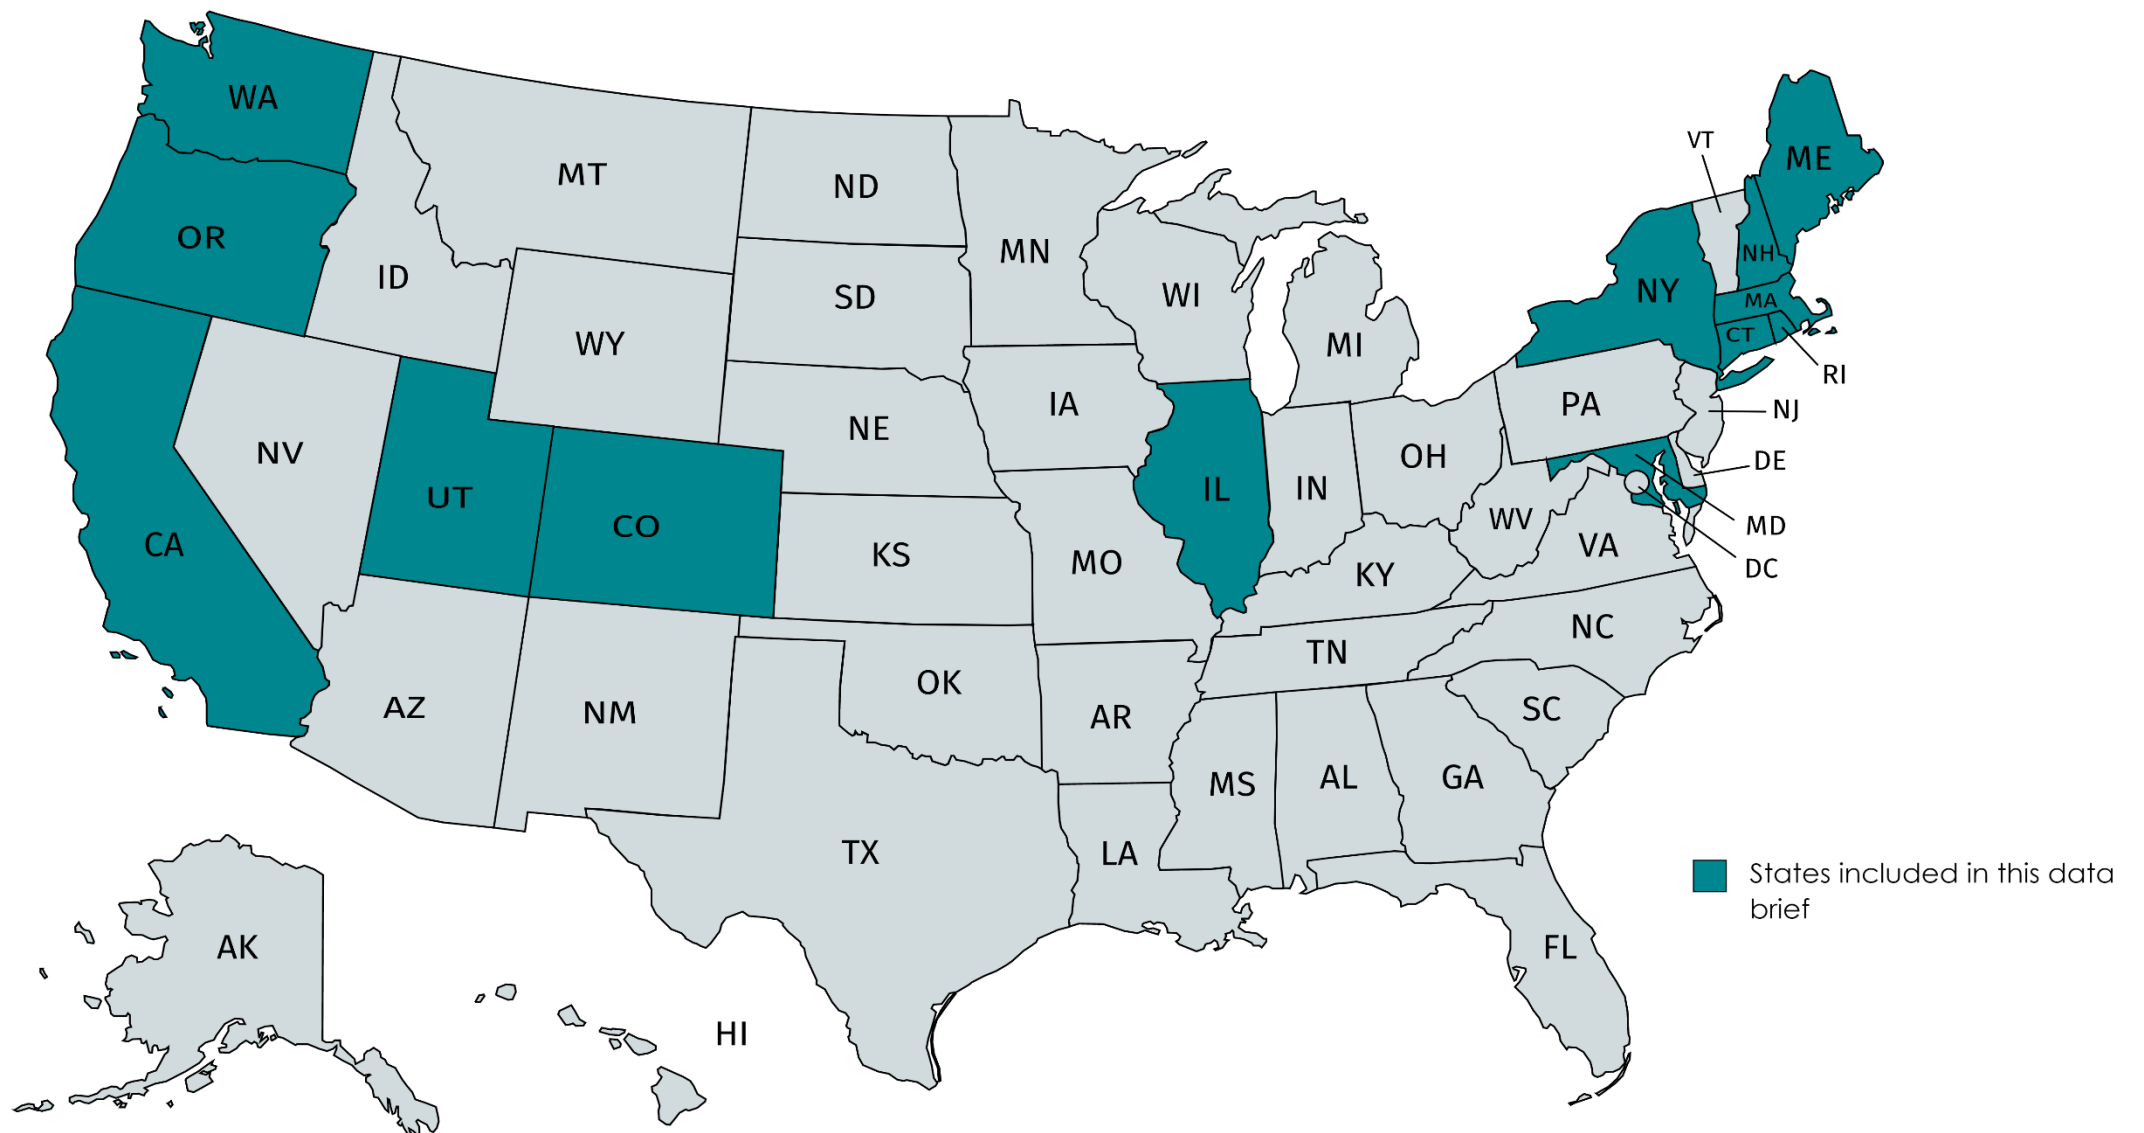 WA
MT
ND
VT
ME
OR
ID
MN
NH
SD
WI
NY
MA
WY
MI
CT
RI
NE
IA
PA
NJ
NV
UT
CO
IL
IN
OH
DE
CA
KS
MO
KY
WV
VA
MD
DC
AZ
NM
OK
AR
TN
NC
SC
MS
AL
GA
TX
LA
States included in this data
brief
AK
FL
HI